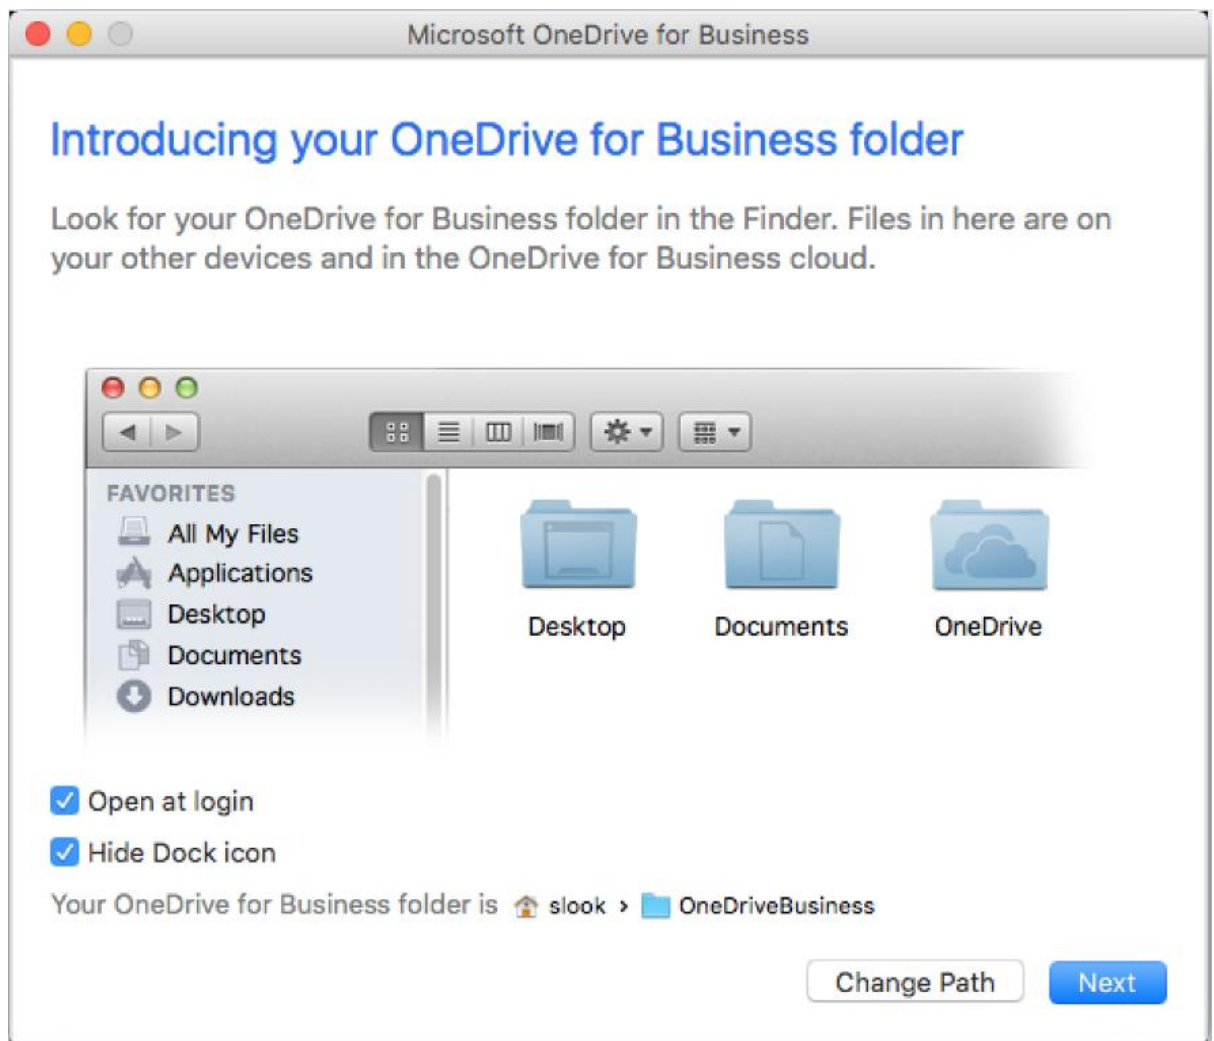 Microsoft OneDrive for Business
Introducing your OneDrive for Business folder
Look for your OneDrive for Business folder in the Finder. Files in here are on
your other devices and in the OneDrive for Business cloud.
FAVORITES
All My Files
Applications
Desktop
Documents
Downloads
Desktop
Documents
OneDrive
Open at login
Hide Dock icon
Your OneDrive for Business folder is slook › OneDriveBusiness
Change Path
Next